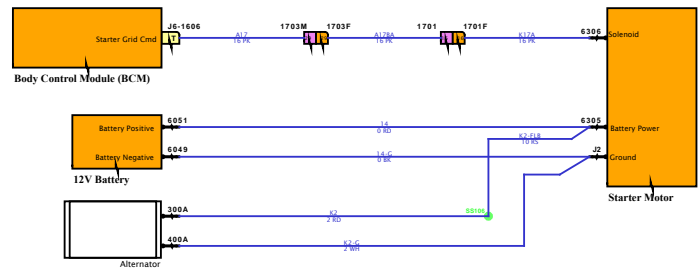 J6-1606
1703M
1703F
1701
1701F
Starter Grid Cmd
T
A17
16 PK
A178A
16 PK
K17A
16 PK
6306
Solenoid
Body Control Module (BCM)
6051
14
0 RD
6305
Battery Positive
Battery Power
K2-FL8
10 RS
6049
14-G
0 BK
J2
Battery Negative
Ground
12V Battery
Starter Motor
300A
K2
2 RD
SS106
400A
K2-G
2 WH
Alternator